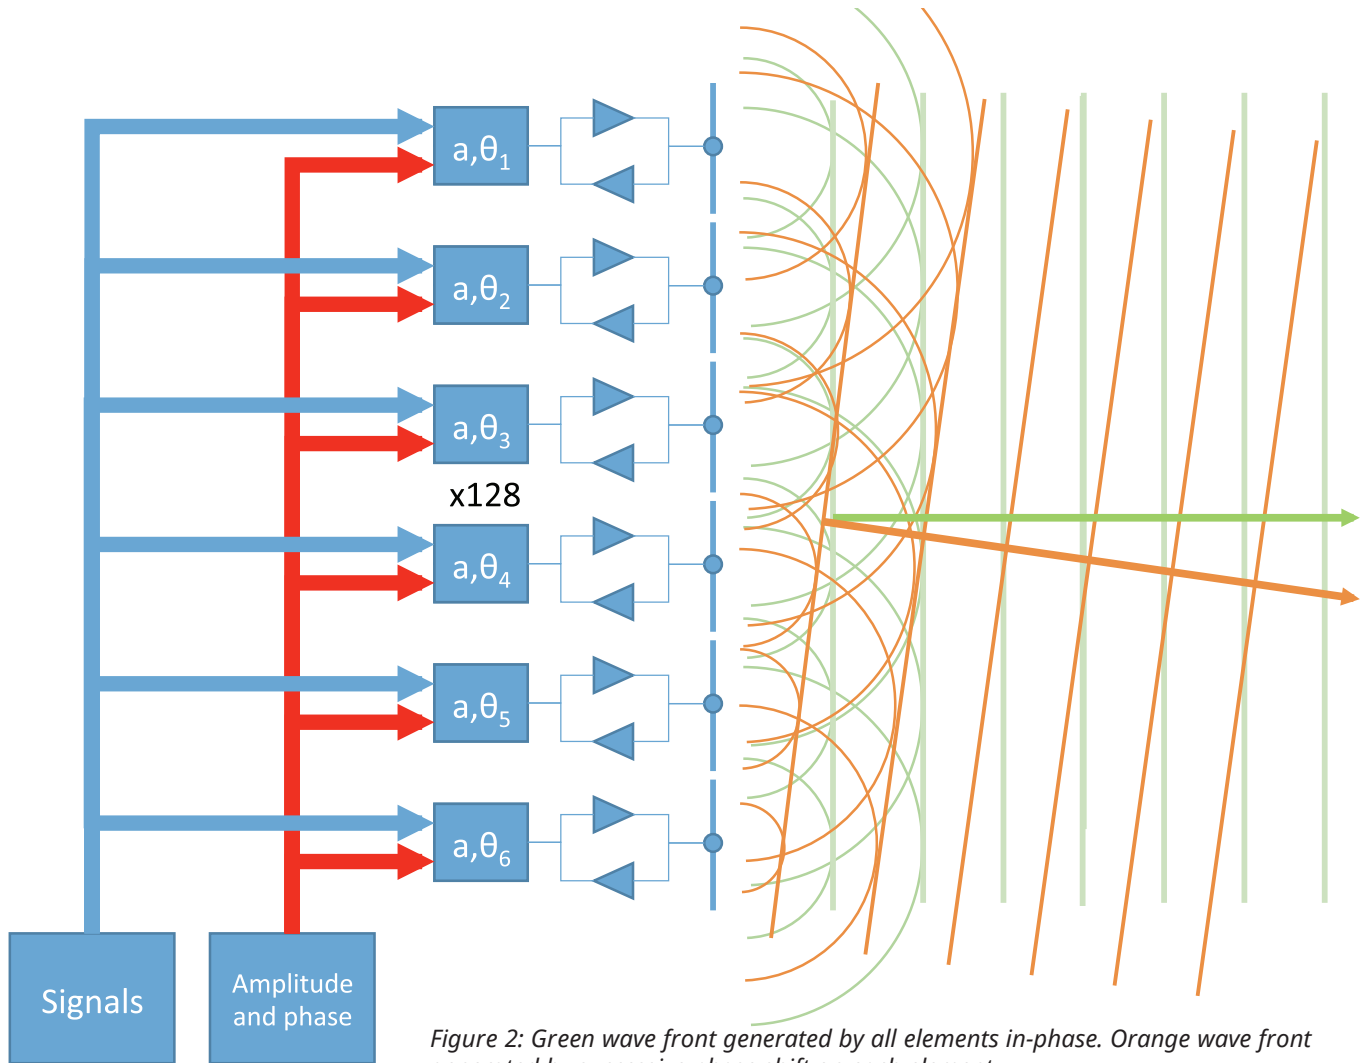 a,θ1
a,θ2
a,θ3
x128
a,θ4
a,θ5
a,θ6
Signals
Amplitude
and phase
Figure 2: Green wave front generated by all elements in-phase. Orange wave front